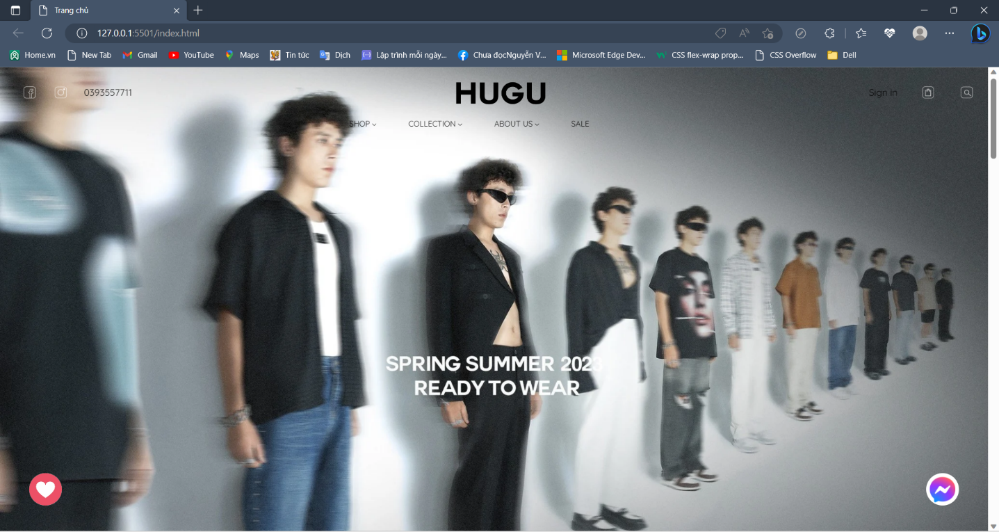 Trang chủ
127.0.0.1:5501/index.html
Home.vn New Tab Gmail YouTube Maps Tin tức Dịch Lập trình mỗi ngày... Chưa đọcNguyễn V... Microsoft Edge Dev... CSS flex-wrap prop... CSS Overflow Dell
0393557711 HUGU Sign in
SHOP COLLECTION ABOUT US SALE
SPRING SUMMER 2023
READY TO WEAR